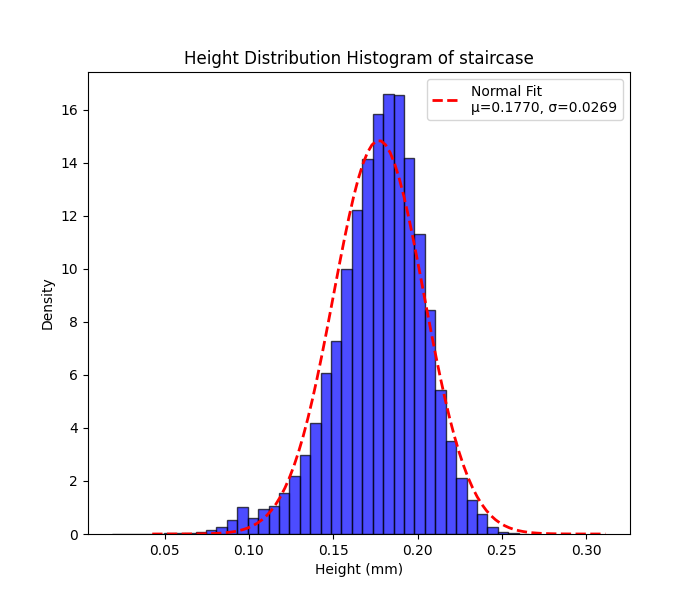 Height Distribution Histogram of staircase
Normal Fit
μ=0.1770, σ=0.0269
16
14
12
10
8
6
4
2
0
Density
0.05 0.10 0.15 0.20 0.25 0.30
Height (mm)